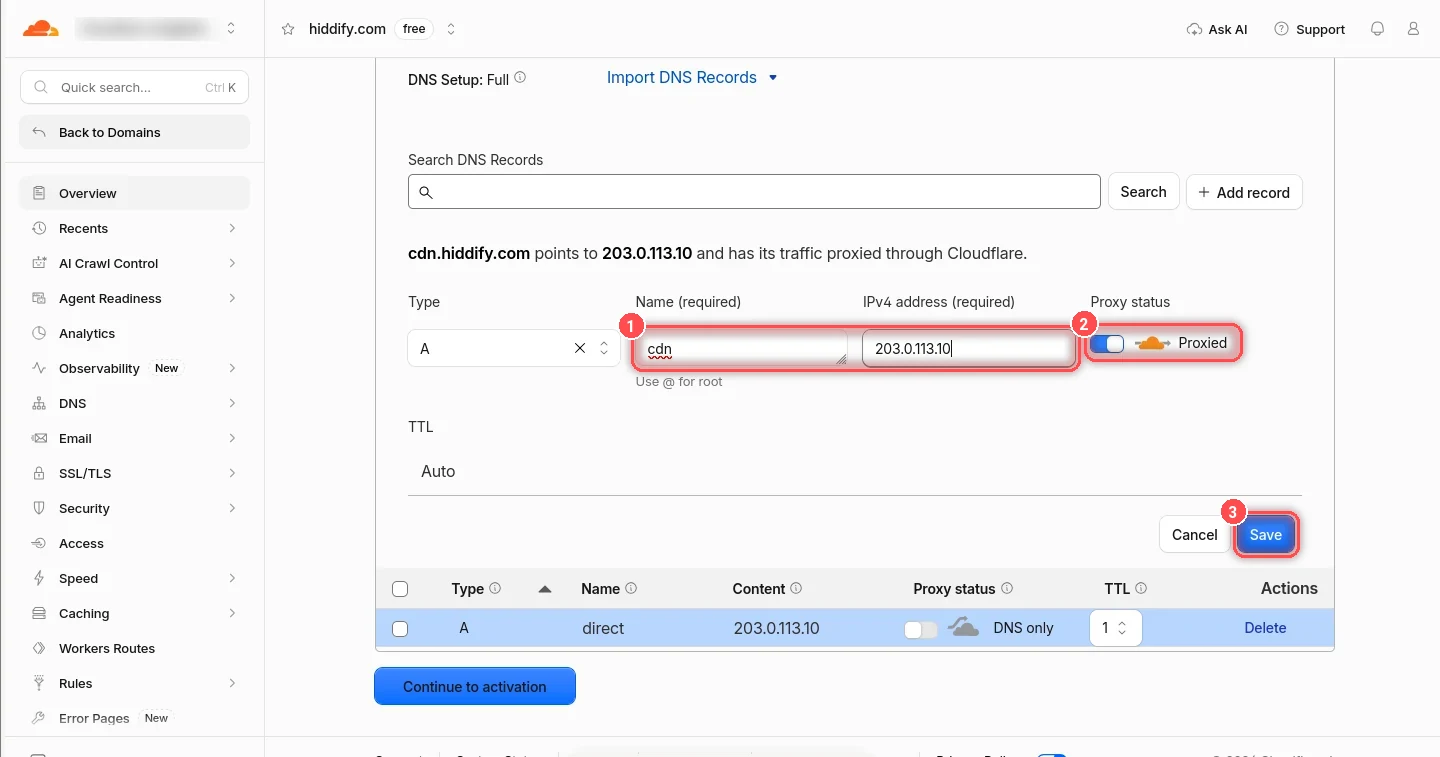 hiddify.com free
Ask AI
Support
Quick search... Ctrl K
Back to Domains
Overview
Recents
AI Crawl Control
Agent Readiness
Analytics
Observability New
DNS
Email
SSL/TLS
Security
Access
Speed
Caching
Workers Routes
Rules
Error Pages New
DNS Setup: Full
Import DNS Records
Search DNS Records
Search
+ Add record
cdn.hiddify.com points to 203.0.113.10 and has its traffic proxied through Cloudflare.
Type Name (required) IPv4 address (required) Proxy status
1 2
A cdn 203.0.113.10 Proxied
Use @ for root
TTL
Auto
3
Cancel Save
Type Name Content Proxy status TTL Actions
A direct 203.0.113.10 DNS only 1 Delete
Continue to activation